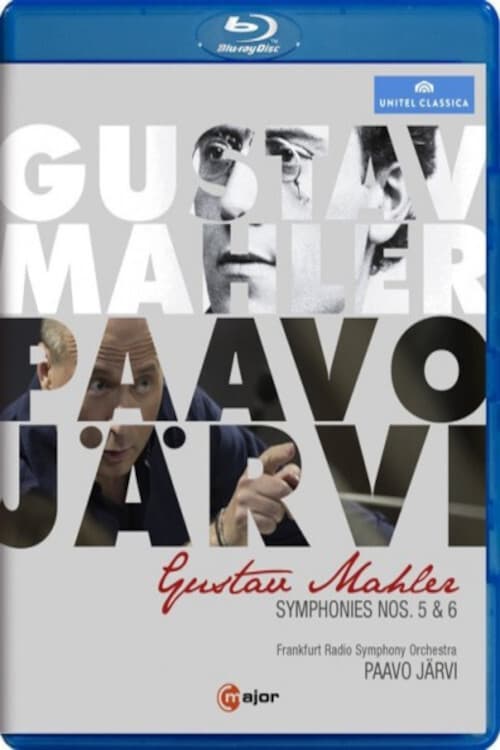 Blu-ray Disc
UNITEL CLASSICA
GUSTAV
MAHLER
PAAVO
JÄRVI
Gustav Mahler
SYMPHONIES NOS. 5 & 6
Frankfurt Radio Symphony Orchestra
PAAVO JÄRVI
C major